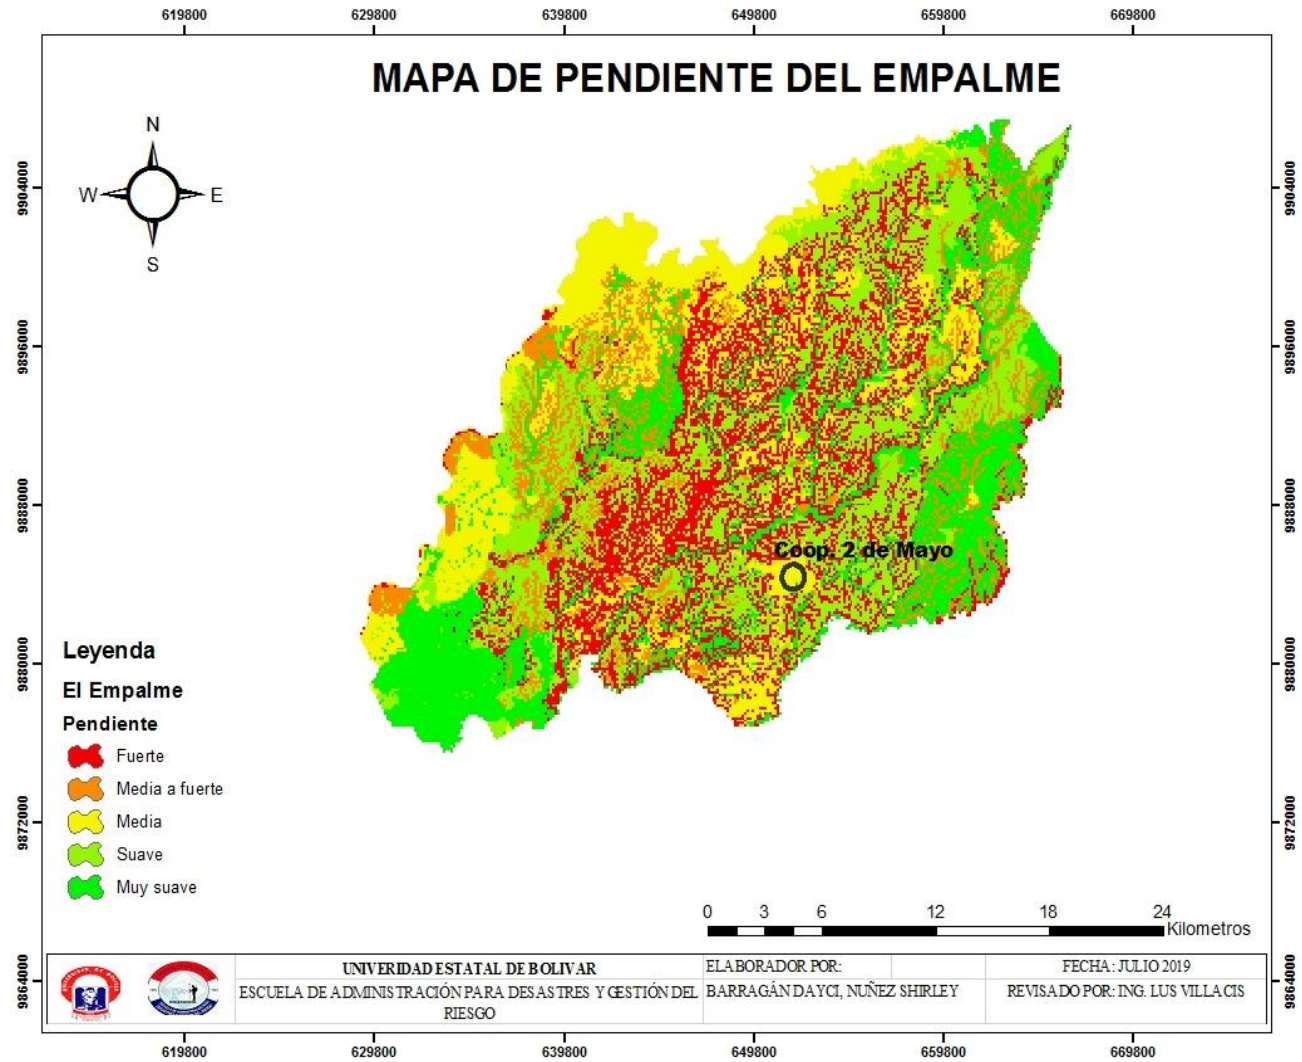 619800 629800 639800 649800 659800 669800
MAPA DE PENDIENTE DEL EMPALME
N
W E
S
9904000 9904000
9896000 9896000
9888000 9888000
Coop. 2 de Mayo
9880000 9880000
Leyenda
El Empalme
Pendiente
Fuerte
Media a fuerte
Media
Suave
Muy suave
9872000 9872000
0 3 6 12 18 24
Kilometros
9864000 9864000
UNIVERIDAD ESTATAL DE BOLIVAR
ESCUELA DE ADMINISTRACIÓN PARA DESASTRES Y GESTIÓN DEL
RIESGO
ELABORADOR POR:
BARRAGÁN DAYCI, NUÑEZ SHIRLEY
FECHA: JULIO 2019
REVISADO POR: ING. LUS VILLACIS
619800 629800 639800 649800 659800 669800